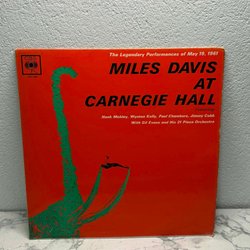 The Legendary Performances of May 19, 1961
CBS
MILES DAVIS
AT
CARNEGIE HALL
Hank Mobley, Wynton Kelly, Paul Chambers, Jimmy Cobb
With Gil Evans and His 21 Piece Orchestra